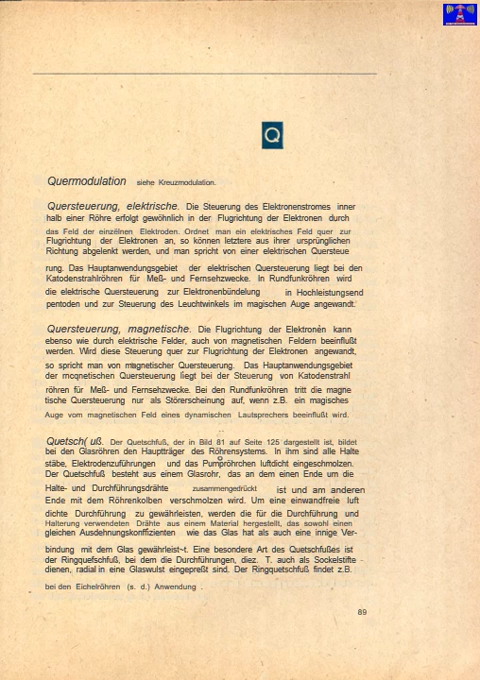 Q
Quermodulation siehe Kreuzmodulation.
Quersteuerung, elektrische. Die Steuerung des Elektronenstromes inner
halb einer Röhre erfolgt gewöhnlich in der Flugrichtung der Elektronen durch
das Feld der einzélnen Elektroden. Ordnet man ein elektrisches Feld quer zur
Flugrichtung der Elektronen an, so können letztere aus ihrer ursprünglichen
Richtung abgelenkt werden, und man spricht von einer elektrischen Quersteue
rung. Das Hauptanwendungsgebiet der elektrischen Quersteuerung liegt bei den
Katodenstrahlröhren für Meß- und Fernsehzwecke. In Rundfunkröhren wird
die elektrische Quersteuerung zur Elektronenbündelung in Hochleistungsend
pentoden und zur Steuerung des Leuchtwinkels im magischen Auge angewandt.
Quersteuerung, magnetische. Die Flugrichtung der Elektronén kann
ebenso wie durch elektrische Felder, auch von magnetischen Feldern beeinflußt
werden. Wird diese Steuerung quer zur Flugrichtung der Elektronen angewandt,
so spricht man von magnetischer Quersteuerung. Das Hauptanwendungsgebiet
der mcqnetischen Quersteuerung liegt bei der Steuerung von Katodenstrahl
röhren für Meß- und Fernsehzwecke. Bei den Rundfunkröhren tritt die magne
tische Quersteuerung nur als Störerscheinung auf, wenn z.B. ein magisches
Auge vom magnetischen Feld eines dynamischen Lautsprechers beeinflußt wird.
Quetsch( uß. Der Quetschfuß, der in Bild 81 auf Seite 125 dargestellt ist, bildet
bei den Glasröhren den Hauptträger des Röhrensystems. In ihm sind alle Halte
stäbe, Elektrodenzuführungen und das Pumpröhrchen luftdicht eingeschmolzen.
Der Quetschfuß besteht aus einem Glasrohr, das an dem einen Ende um die
Halte- und Durchführungsdrähte zusammengedrückt ist und am anderen
Ende mit dem Röhrenkolben verschmolzen wird. Um eine einwandfreie luft
dichte Durchführung zu gewährleisten, werden die für die Durchführung und
Halterung verwendeten Drähte aus einem Material hergestellt, das sowohl einen
gleichen Ausdehnungskonffizienten wie das Glas hat als auch eine innige Ver-
bindung mit dem Glas gewährleist~t. Eine besondere Art des Quetschfußes ist
der Ringquefschfuß, bei dem die Durchführungen, diez. T. auch als Sockelstifte
dienen, radial in eine Glaswulst eingepreßt sind. Der Ringquetschfuß findet z.B.
bei den Eichelröhren (s. d.) Anwendung .
89